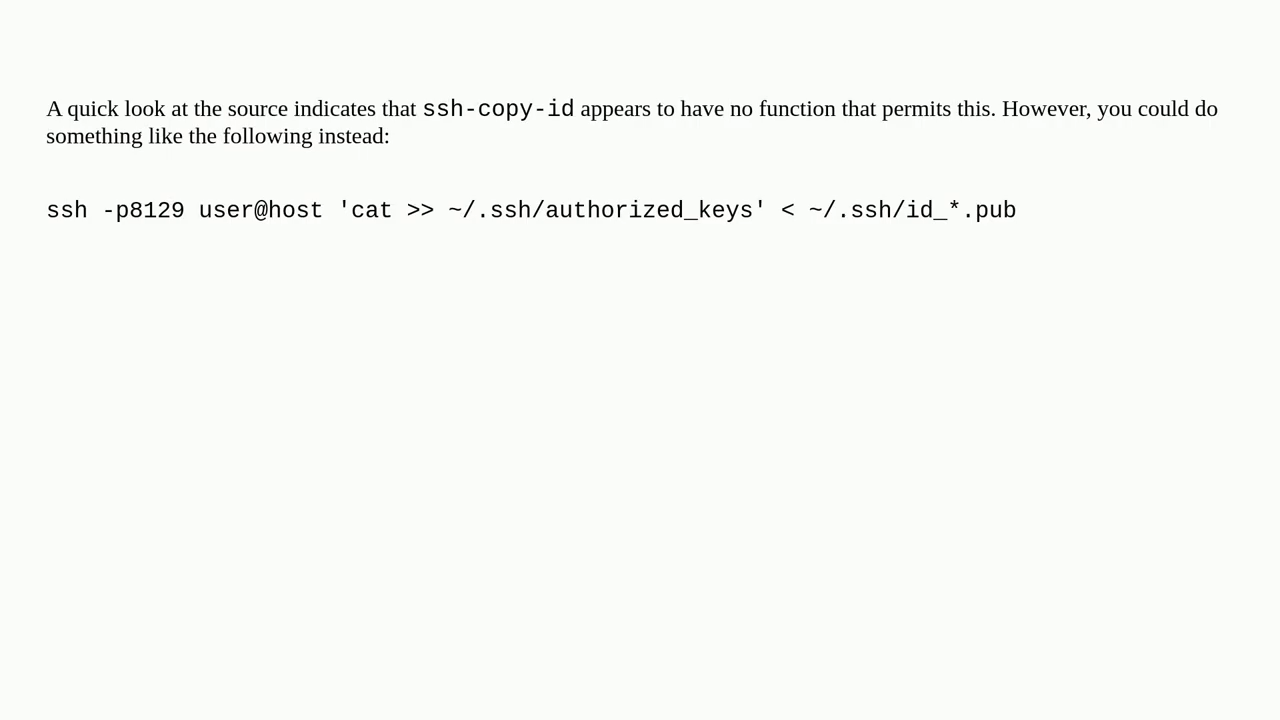 A quick look at the source indicates that ssh-copy-id appears to have no function that permits this. However, you could do
something like the following instead:
ssh -p8129 user@host 'cat >> ~/.ssh/authorized_keys' < ~/.ssh/id_*.pub